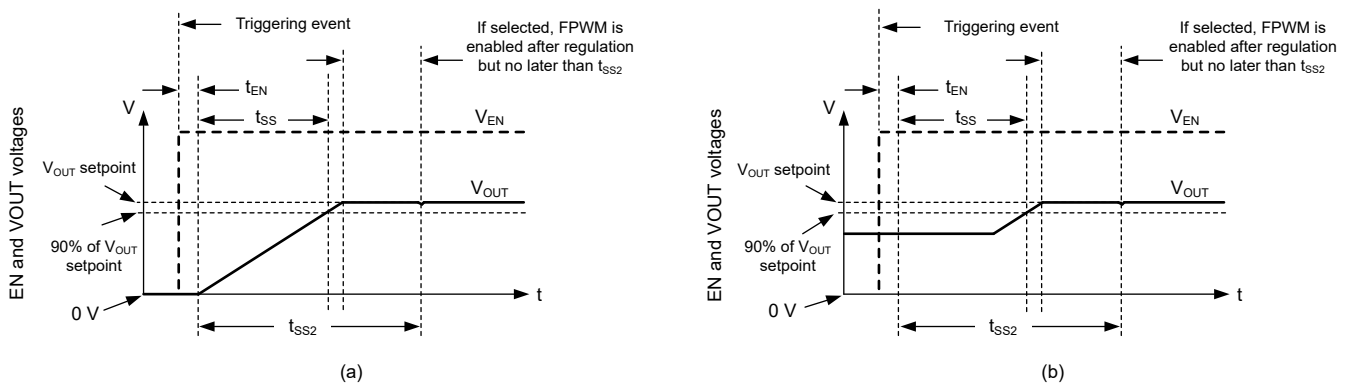 Triggering event
If selected, FPWM is
enabled after regulation
but no later than tSS2
tEN
V
tSS
VEN
EN and VOUT voltages
VOUT setpoint
VOUT
90% of VOUT
setpoint
0 V
t
tSS2
(a)
Triggering event
If selected, FPWM is
enabled after regulation
but no later than tSS2
tEN
V
tSS
VEN
EN and VOUT voltages
VOUT setpoint
VOUT
90% of VOUT
setpoint
0 V
t
tSS2
(b)